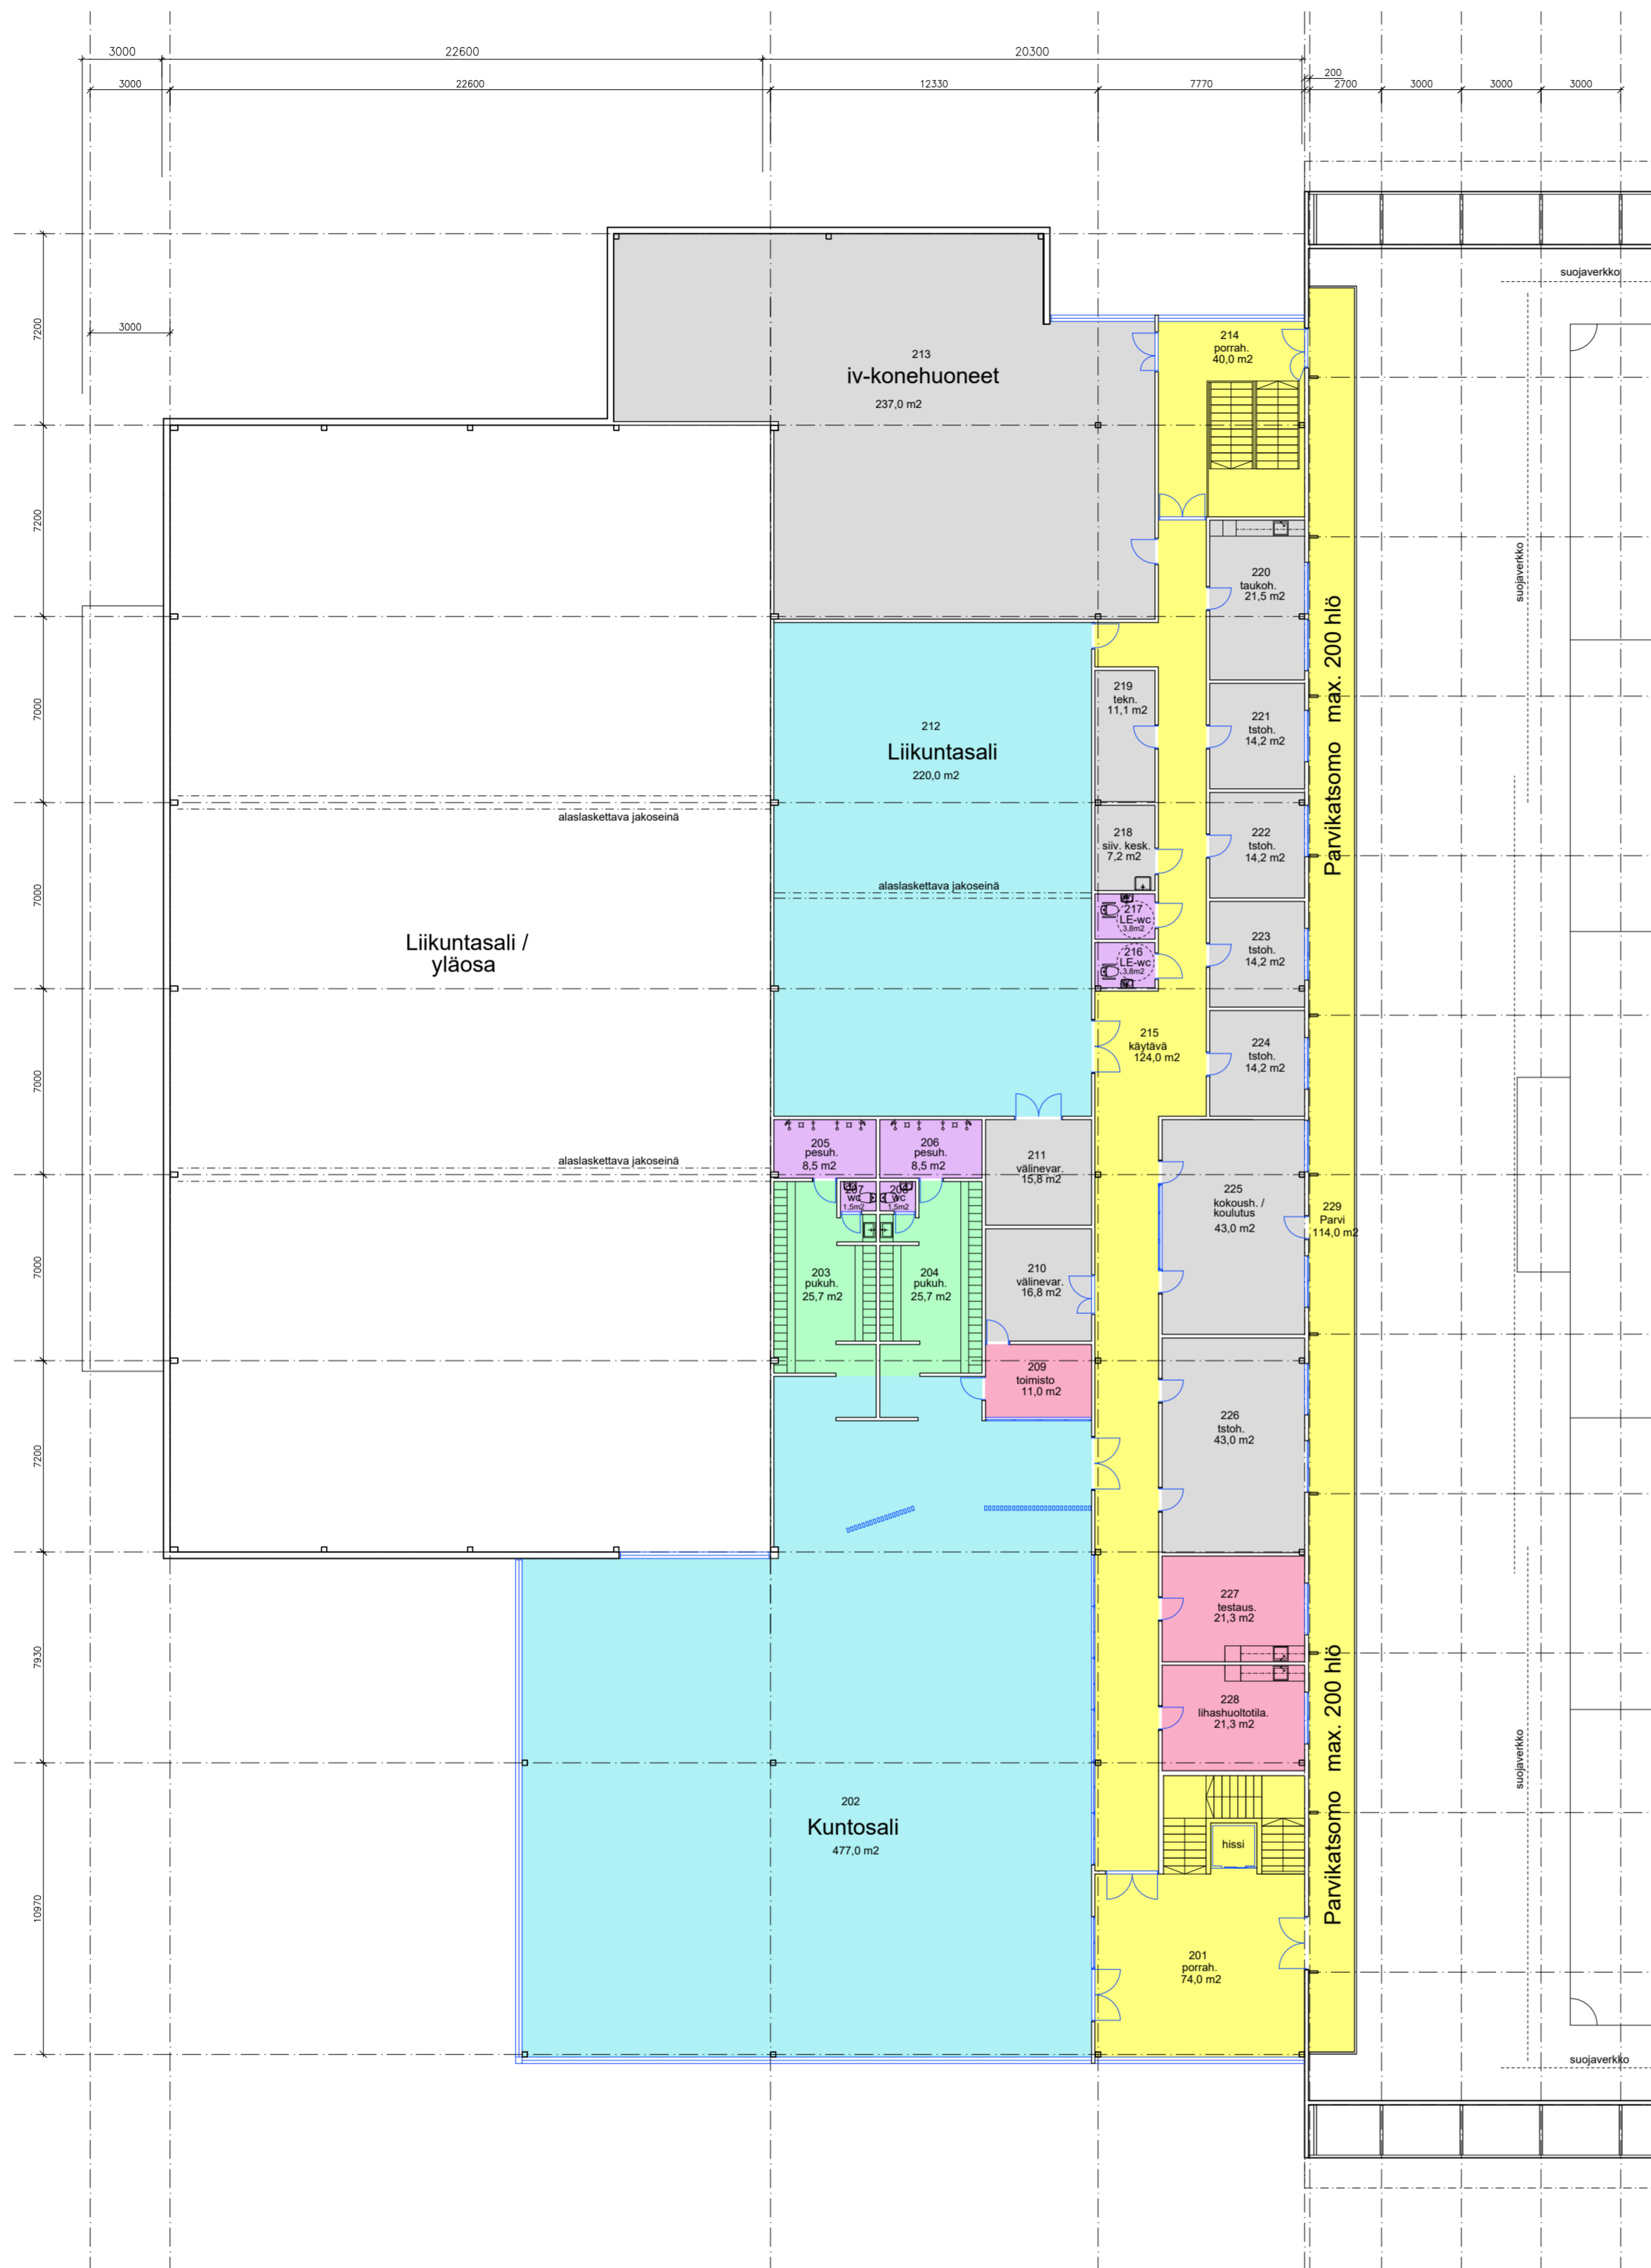 3000
22600
20300
200
3000
22600
12330
7770
2700
3000
3000
3000
suojaverkko
7200
3000
213
iv-konehuoneet
237,0 m2
214
porrah.
40,0 m2
7200
220
taukoh.
21,5 m2
suojaverkko
Parvikatsomo max. 200 hlö
7000
212
Liikuntasali
220,0 m2
219
tekn.
11,1 m2
221
tstoh.
14,2 m2
alaslaskettava jakoseinä
218
siiv. kesk.
7,2 m2
222
tstoh.
14,2 m2
7000
alaslaskettava jakoseinä
217
LE-wc
3,8m2
Liikuntasali /
yläosa
216
LE-wc
3,8m2
223
tstoh.
14,2 m2
7000
215
käytävä
124,0 m2
224
tstoh.
14,2 m2
alaslaskettava jakoseinä
205
pesuh.
8,5 m2
206
pesuh.
8,5 m2
211
välinevar.
15,8 m2
207
wc
1,5m2
208
wc
1,5m2
225
kokoush. /
koulutus
43,0 m2
229
Parvi
114,0 m2
7000
203
pukuh.
25,7 m2
204
pukuh.
25,7 m2
210
välinevar.
16,8 m2
209
toimisto
11,0 m2
7200
226
tstoh.
43,0 m2
227
testaus.
21,3 m2
7930
228
lihashuoltotila.
21,3 m2
Parvikatsomo max. 200 hlö
suojaverkko
202
Kuntosali
477,0 m2
hissi
10970
201
porrah.
74,0 m2
suojaverkko